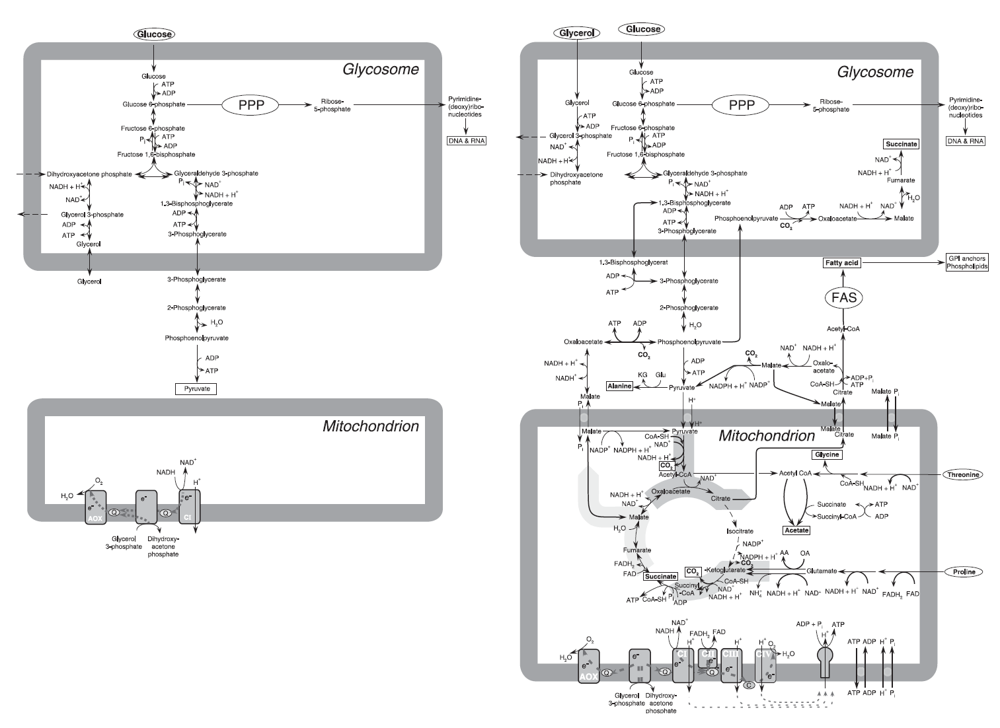 Glucose
Glycosome
Glucose
ATP
ADP
Glucose 6-phosphate
PPP
Ribose-
5-phosphate
Pyrimidine-
(deoxy)ribo-
nucleotides
DNA & RNA
Fructose 6-phosphate
Pi
ATP
ADP
Fructose 1,6-bisphosphate
Dihydroxyacetone phosphate
Glyceraldehyde 3-phosphate
NADH + H+
NAD+
Pi
NAD+
NADH + H+
1,3-Bisphosphoglycerate
Glycerol 3-phosphate
ADP
ATP
ADP
ATP
3-Phosphoglycerate
Glycerol
Glycerol
3-Phosphoglycerate
2-Phosphoglycerate
H2O
Phosphoenolpyruvate
ADP
ATP
Pyruvate
Mitochondrion
NAD+
NADH
H+
O2
H2O
e-
e-
e-
AOX
Q
Q
CI
Glycerol
3-phosphate
Dihydroxy-
acetone
phosphate
Glycerol
Glucose
Glycosome
Glucose
ATP
ADP
Glycerol
ATP
ADP
Glucose 6-phosphate
PPP
Ribose-
5-phosphate
Pyrimidine-
(deoxy)ribo-
nucleotides
DNA & RNA
Fructose 6-phosphate
Glycerol 3-phosphate
NAD+
NADH + H+
Dihydroxyacetone
phosphate
Pi
ATP
ADP
Fructose 1,6-bisphosphate
Glyceraldehyde 3-phosphate
Pi
NAD+
NADH + H+
1,3-Bisphosphoglycerate
ADP
ATP
3-Phosphoglycerate
Succinate
NAD+
NADH + H+
Fumarate
H2O
Phosphoenolpyruvate
ADP
ATP
CO2
Oxaloacetate
NADH + H+
NAD+
Malate
1,3-Bisphosphoglycerat
ADP
ATP
3-Phosphoglycerate
2-Phosphoglycerate
H2O
Fatty acid
GPI anchors
Phospholipids
FAS
Acetyl-CoA
ATP
ADP
Oxaloacetate
Phosphoenolpyruvate
CO2
NADH + H+
NADH+
Malate
Pi
ADP
ATP
KG
Glu
Alanine
Pyruvate
H+
H+
CO2
Malate
NADPH + H+
NADP+
NAD+
NADH + H+
Oxalo-
acetate
ADP+Pi
ATP
CoA-SH
Citrate
Malate
Malate
Citrate
Malate
Pi
Malate
Pi
Mitochondrion
Malate
Pi
Pyruvate
NADP+
NADPH + H+
CoA-SH
NAD+
NADH + H+
CO2
Acetyl-CoA
NAD+
Oxaloacetate
Citrate
NADH + H+
NAD+
Malate
H2O
Fumarate
FADH2
FAD
Succinate
Glycine
Acetyl CoA
Threonine
CoA-SH
NADH + H+
NAD+
Succinate
Succinyl-CoA
ATP
ADP
Acetate
Isocitrate
NADP+
NADPH + H+
CO2
-Ketoglutarate
CO2
CoA-SH
NAD+
NADH + H+
Succinyl
-CoA
ATP
CoA-SH
Pi
ADP
AA
OA
Glutamate
Proline
NH4+
NADH + H+
NAD+
NADH + H+
NAD+
FADH2
FAD
O2
H2O
e-
e-
AOX
Q
Q
NAD+
NADH
H+
CI
e-
FADH2
FAD
CII
e-
Q
H+
CIII
e-
C
H+
O2
H2O
CIV
e-
ADP + Pi
ATP
H+
ATP
ADP
H+
Pi
ATP
ADP
H+
Pi
Glycerol
3-phosphate
Dihydroxy-
acetone
phosphate